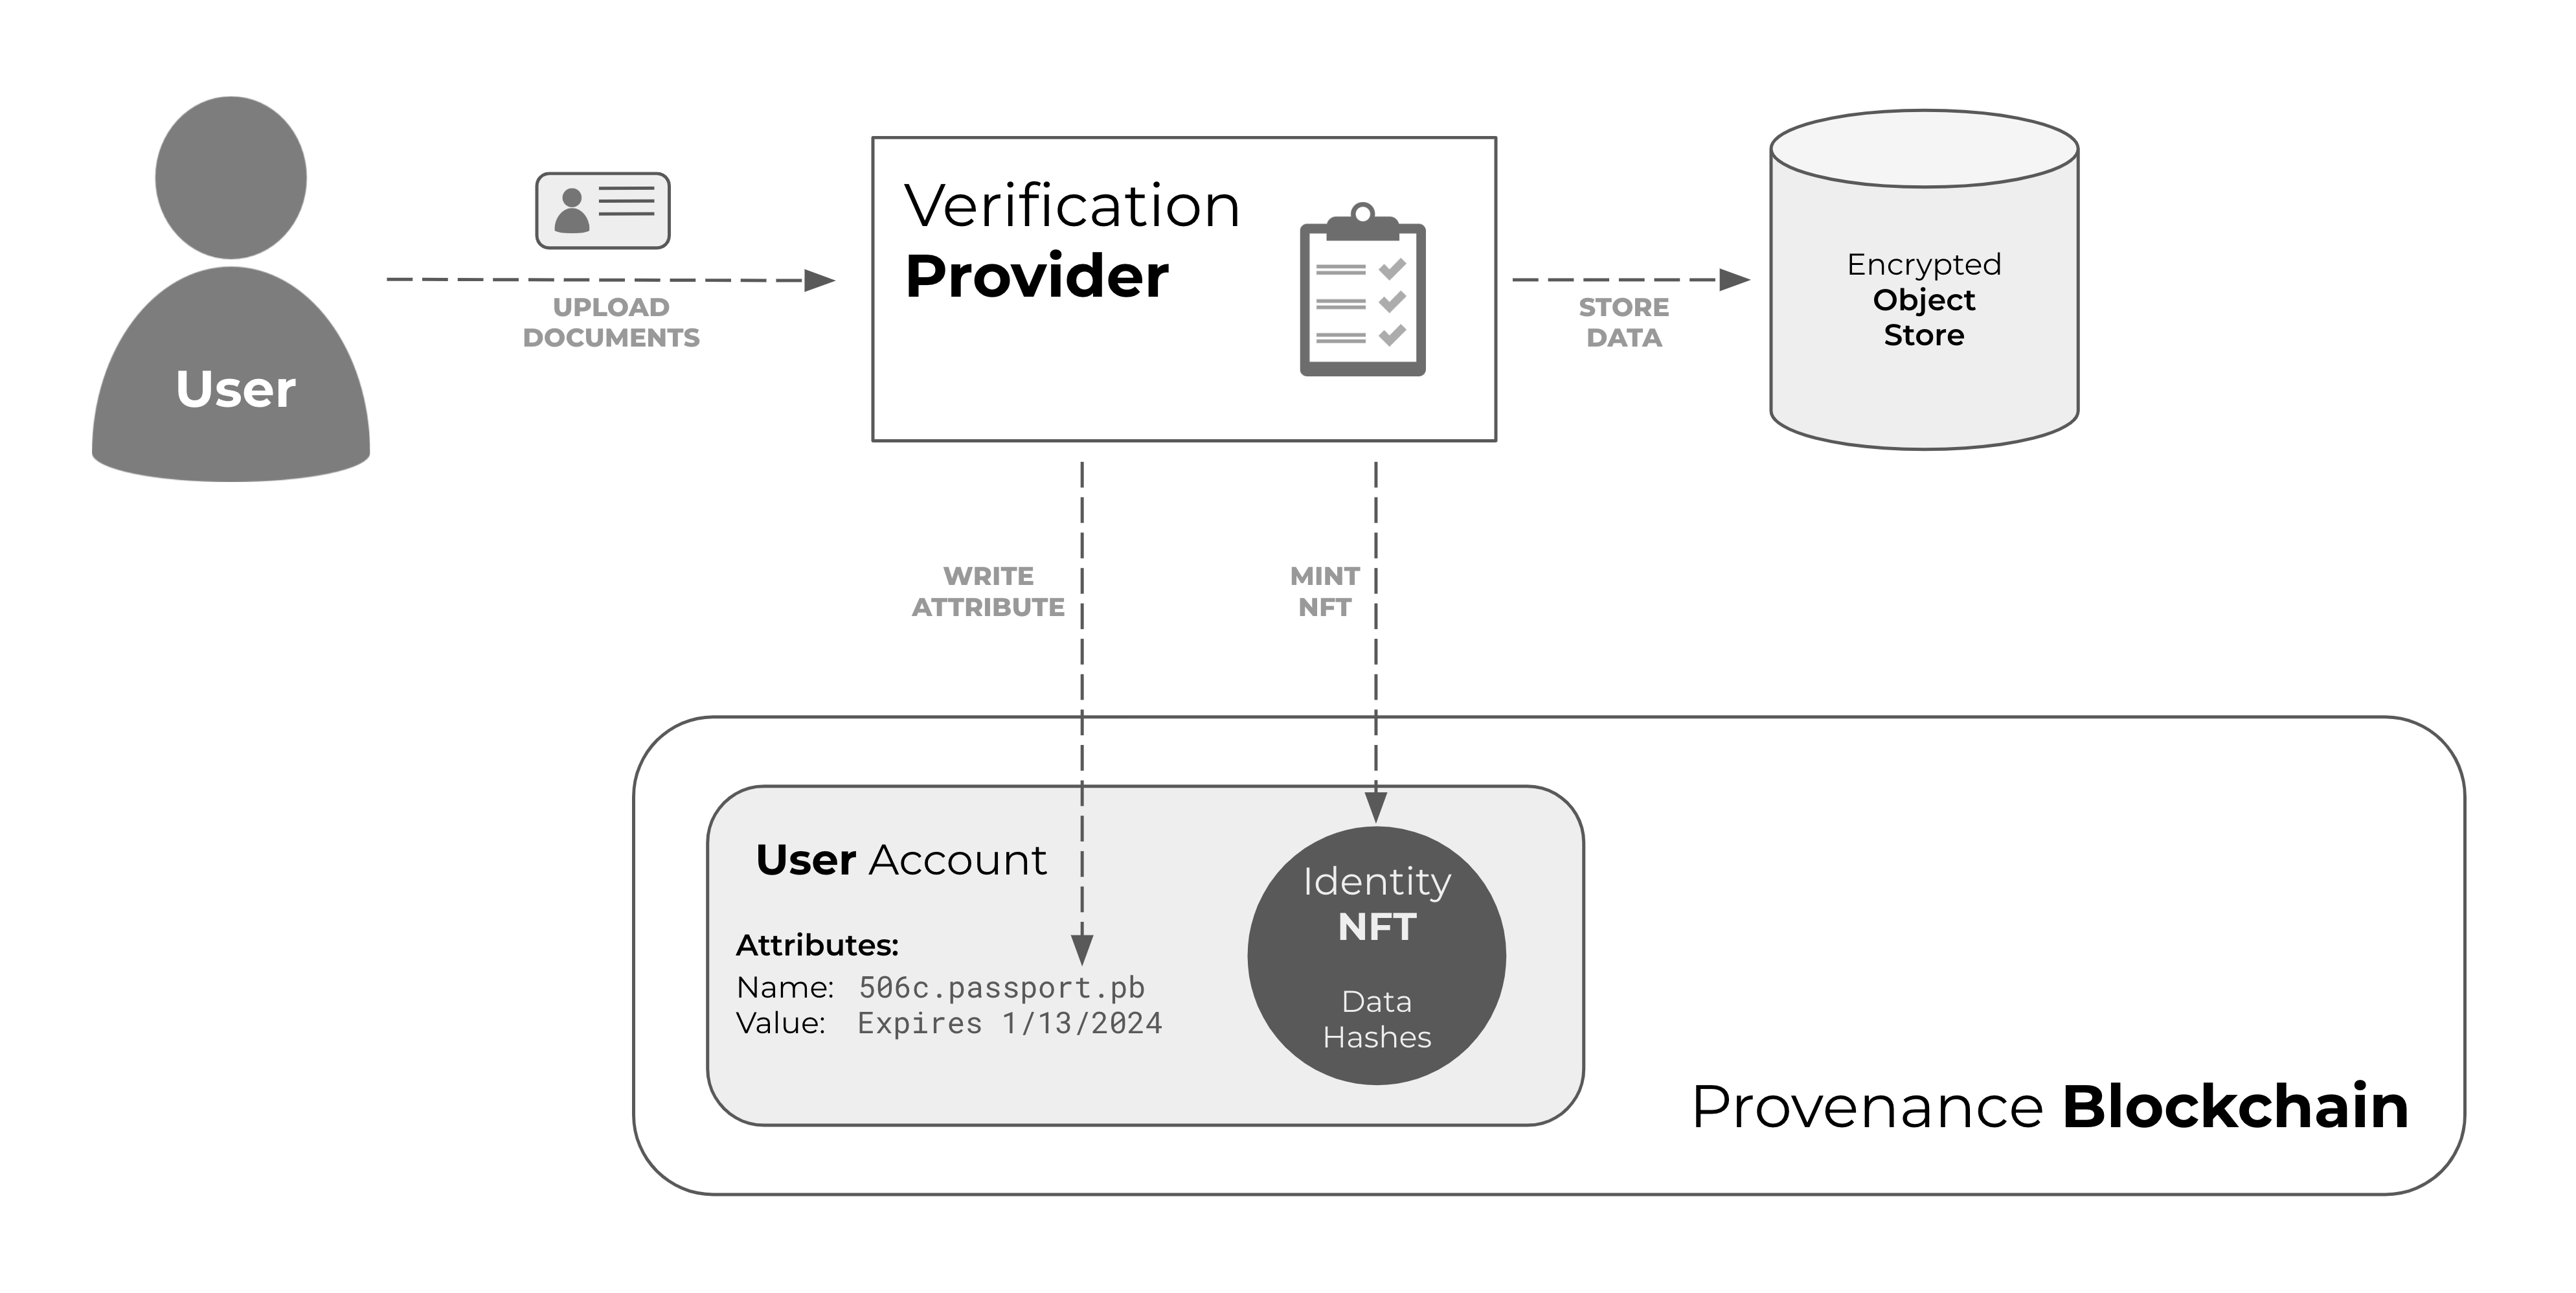 User
UPLOAD
DOCUMENTS
Verification
Provider
STORE
DATA
Encrypted
Object
Store
WRITE
ATTRIBUTE
MINT
NFT
User Account
Attributes:
Name: 506c.passport.pb
Value: Expires 1/13/2024
Identity
NFT
Data
Hashes
Provenance Blockchain